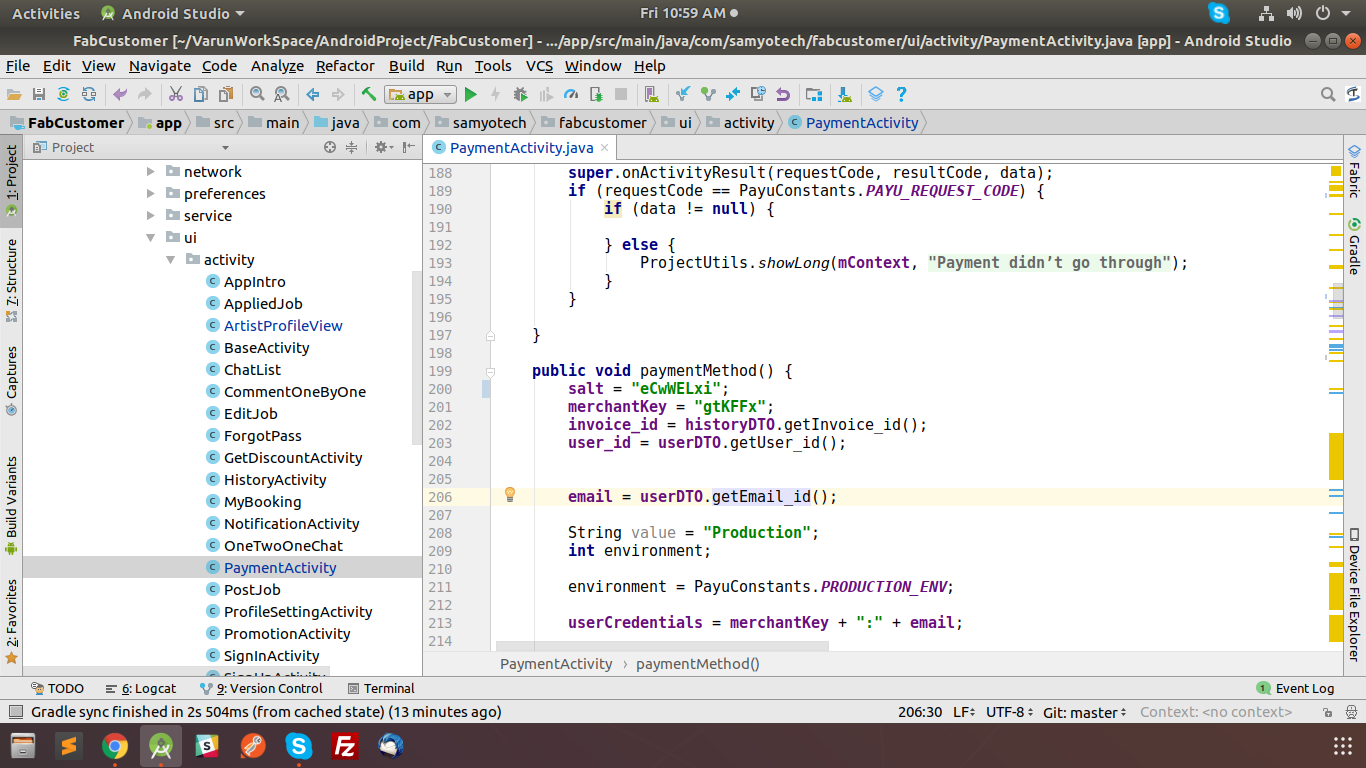 Activities Android Studio Fri 10:59 AM
FabCustomer [~/VarunWorkSpace/AndroidProject/FabCustomer] - .../app/src/main/java/com/samyotech/fabcustomer/ui/activity/PaymentActivity.java [app] - Android Studio
File Edit View Navigate Code Analyze Refactor Build Run Tools VCS Window Help
app
FabCustomer app src main java com samyotech fabcustomer ui activity PaymentActivity
Project
PaymentActivity.java
1: Project
7: Structure
Captures
Build Variants
2: Favorites
network
preferences
service
ui
activity
AppIntro
AppliedJob
ArtistProfileView
BaseActivity
ChatList
CommentOneByOne
EditJob
ForgotPass
GetDiscountActivity
HistoryActivity
MyBooking
NotificationActivity
OneTwoOneChat
PaymentActivity
PostJob
ProfileSettingActivity
PromotionActivity
SignInActivity
SignUpActivity
188 super.onActivityResult(requestCode, resultCode, data);
189 if (requestCode == PayuConstants.PAYU_REQUEST_CODE) {
190 if (data != null) {
191
192 } else {
193 ProjectUtils.showLong(mContext, "Payment didn’t go through");
194 }
195 }
196
197 }
198
199 public void paymentMethod() {
200 salt = "eCwWELxi";
201 merchantKey = "gtKFFx";
202 invoice_id = historyDTO.getInvoice_id();
203 user_id = userDTO.getUser_id();
204
205
206 email = userDTO.getEmail_id();
207
208 String value = "Production";
209 int environment;
210
211 environment = PayuConstants.PRODUCTION_ENV;
212
213 userCredentials = merchantKey + ":" + email;
214
PaymentActivity › paymentMethod()
Fabric
Gradle
Device File Explorer
TODO 6: Logcat 9: Version Control Terminal 1 Event Log
Gradle sync finished in 2s 504ms (from cached state) (13 minutes ago) 206:30 LF UTF-8 Git: master Context: <no context>